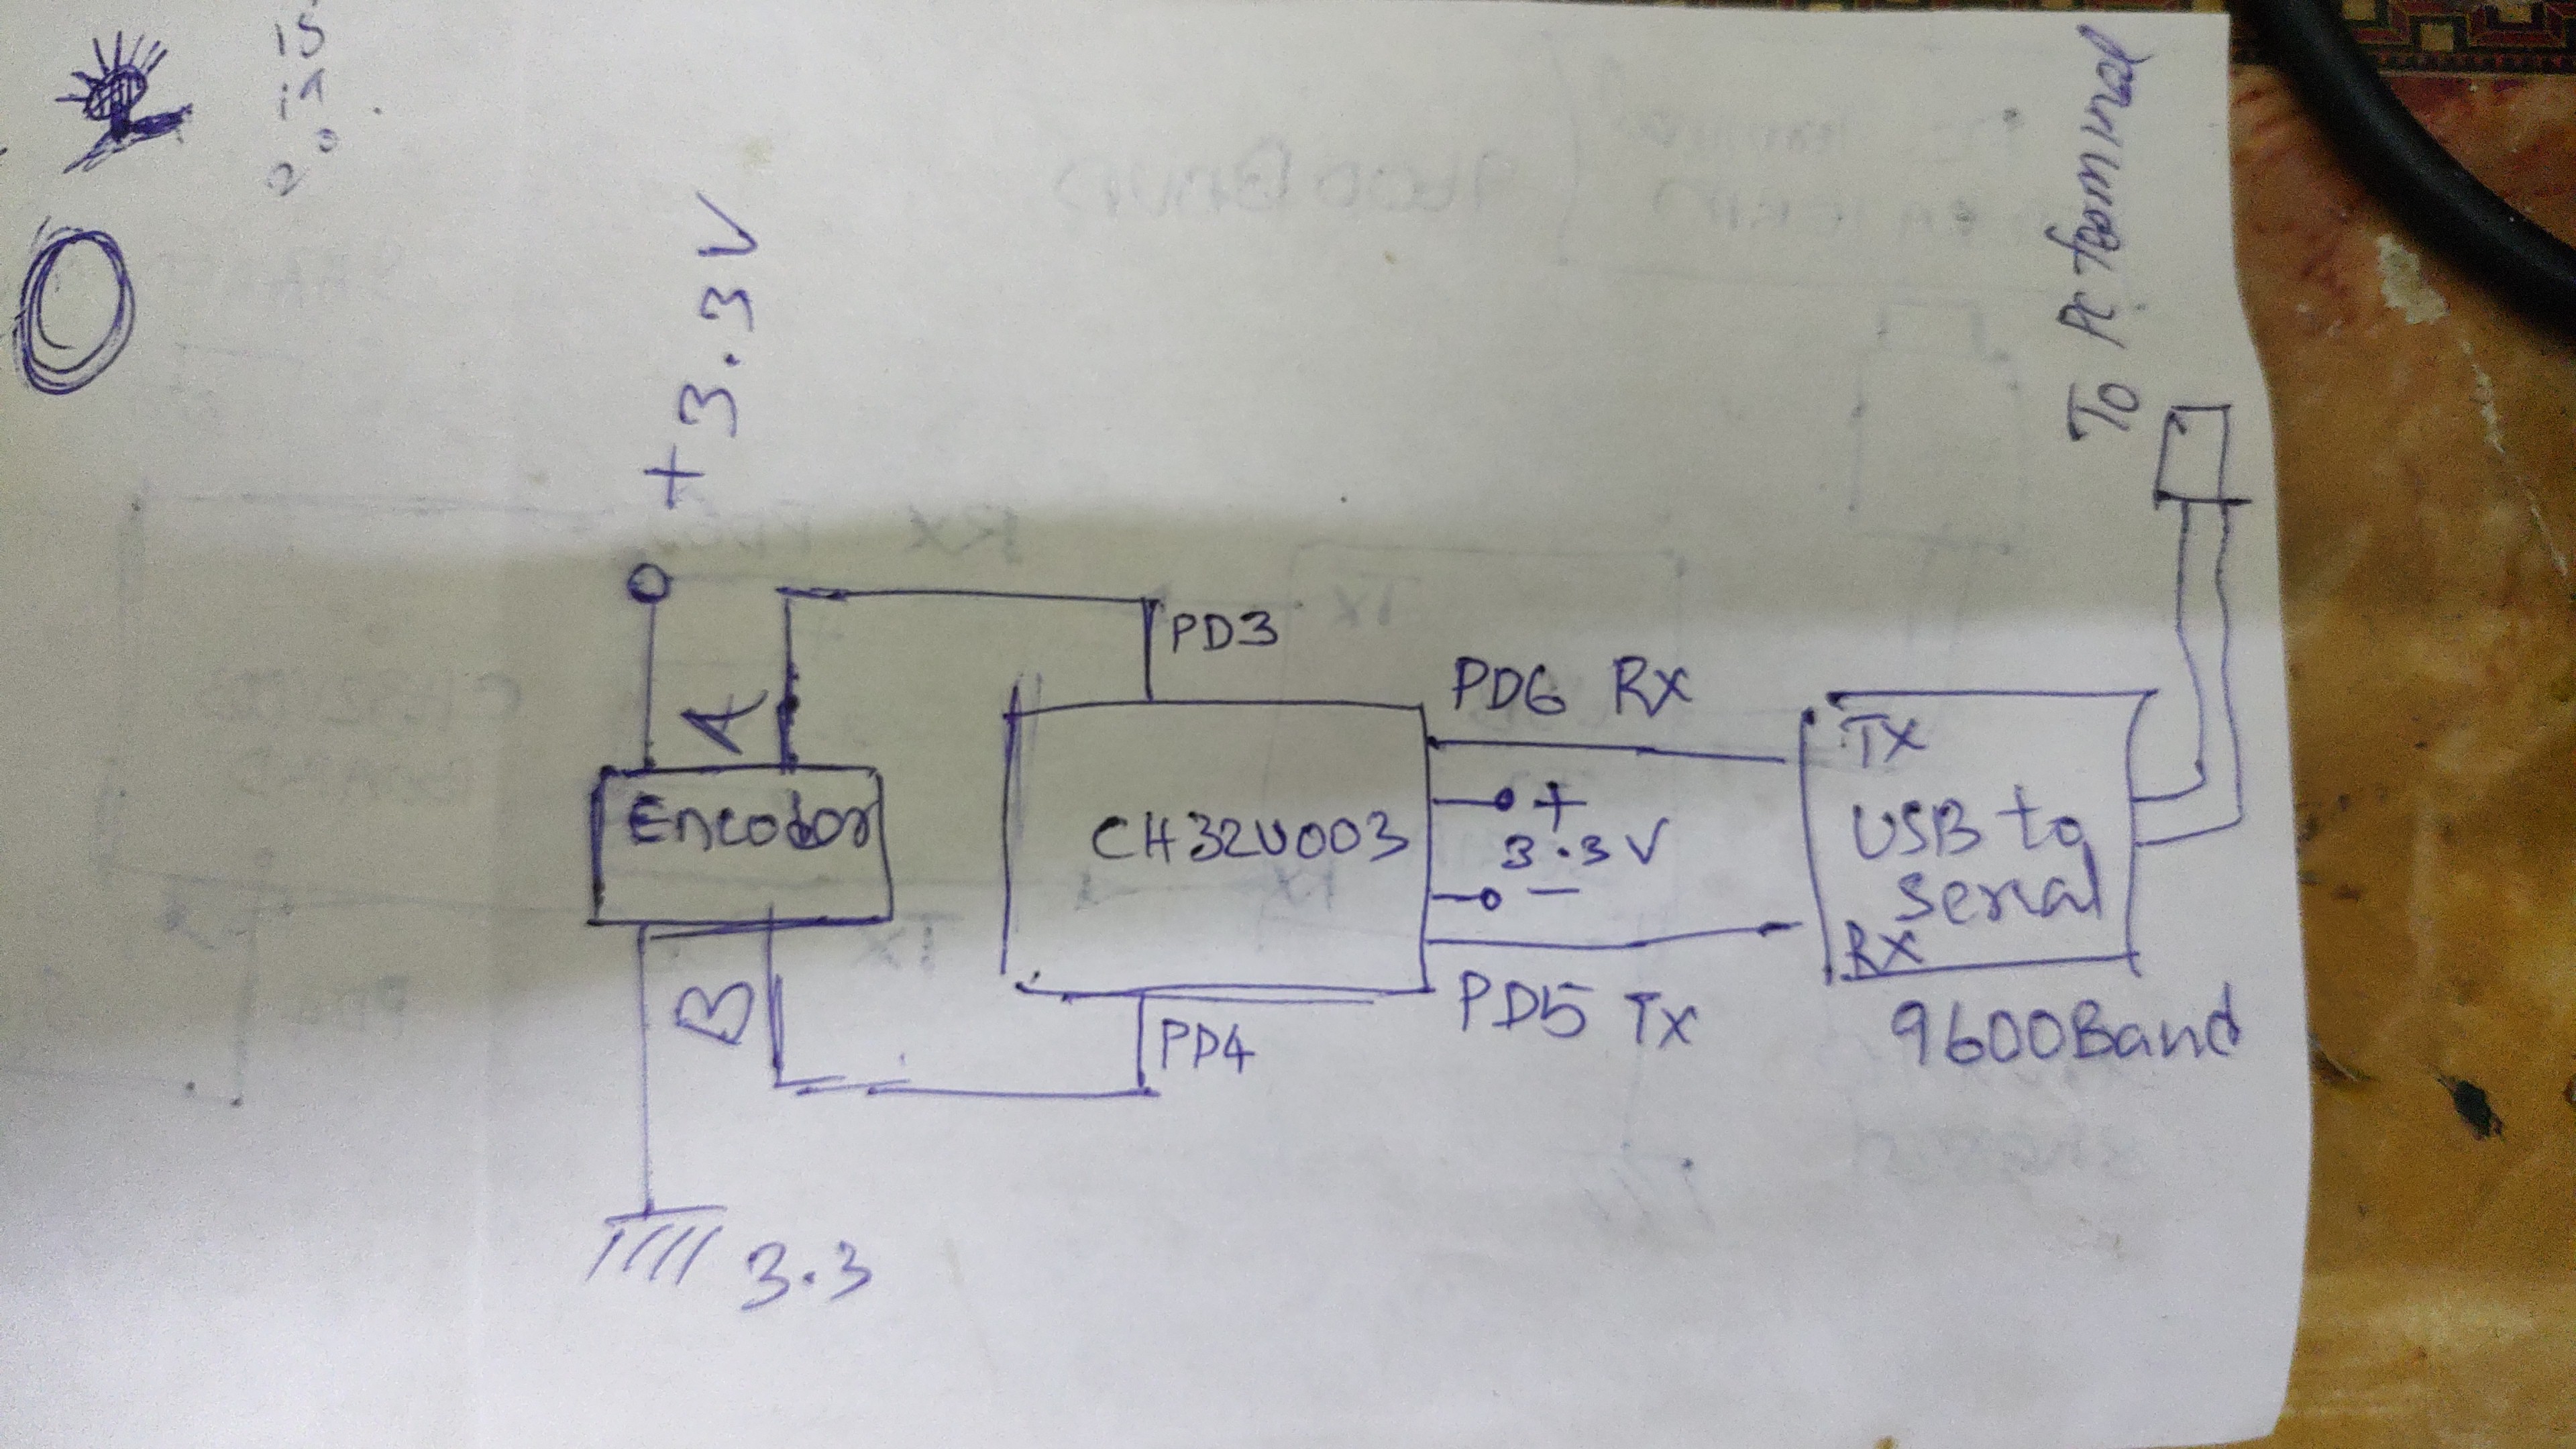 +3.3V
A
Encoder
B
3.3
PD3
CH32V003
PD4
PD6 Rx
+
3.3V
-
PD5 Tx
Tx
USB to
Serial
Rx
9600Baud
To PC terminal